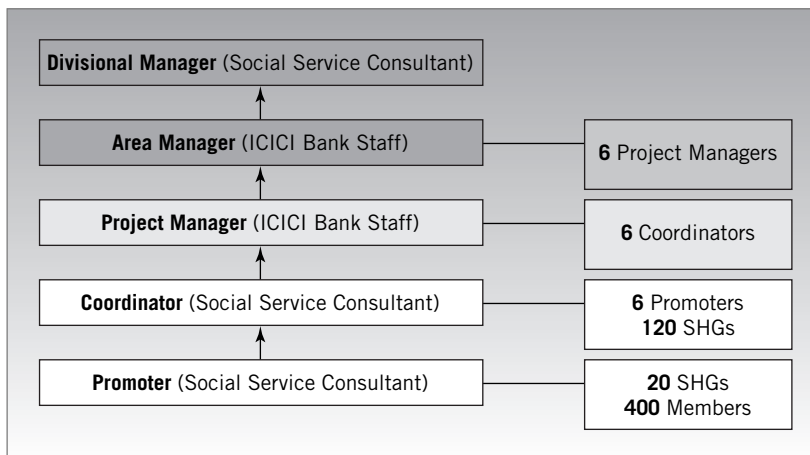 Divisional Manager (Social Service Consultant)
Area Manager (ICICI Bank Staff)
6 Project Managers
Project Manager (ICICI Bank Staff)
6 Coordinators
Coordinator (Social Service Consultant)
6 Promoters
120 SHGs
Promoter (Social Service Consultant)
20 SHGs
400 Members